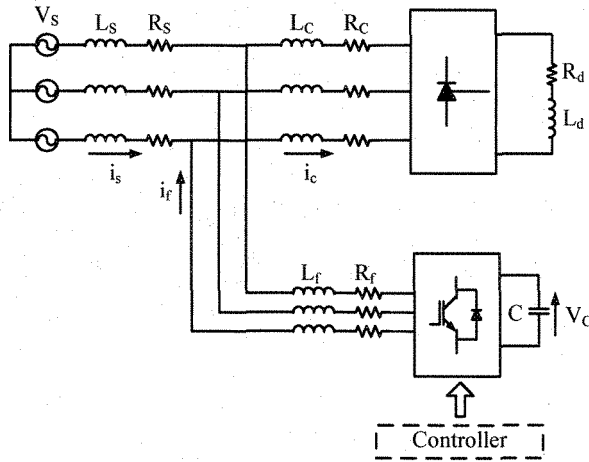 V_S L_S R_S L_C R_C
R_d
L_d
i_s i_c
i_f
L_f R_f
C V_C
Controller